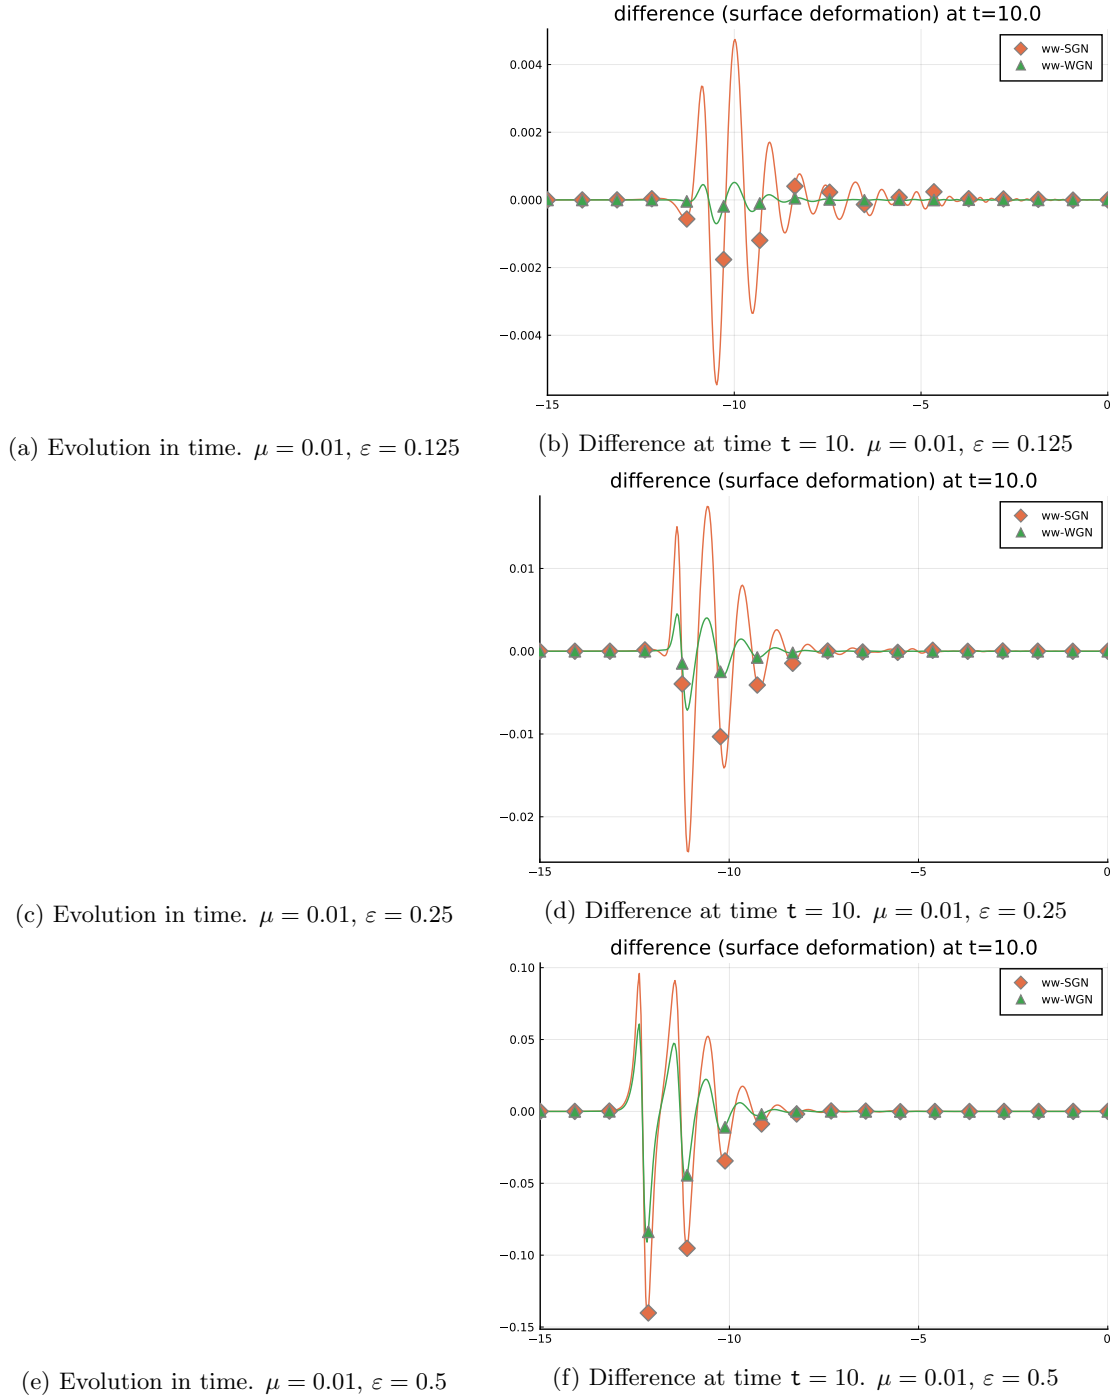 difference (surface deformation) at t=10.0
ww-SGN
ww-WGN
0.004
0.002
0.000
−0.002
−0.004
−15
−10
−5
0
(a) Evolution in time. μ = 0.01, ε = 0.125
(b) Difference at time t = 10. μ = 0.01, ε = 0.125
difference (surface deformation) at t=10.0
ww-SGN
ww-WGN
0.01
0.00
−0.01
−0.02
−15
−10
−5
0
(c) Evolution in time. μ = 0.01, ε = 0.25
(d) Difference at time t = 10. μ = 0.01, ε = 0.25
difference (surface deformation) at t=10.0
ww-SGN
ww-WGN
0.10
0.05
0.00
−0.05
−0.10
−0.15
−15
−10
−5
0
(e) Evolution in time. μ = 0.01, ε = 0.5
(f) Difference at time t = 10. μ = 0.01, ε = 0.5